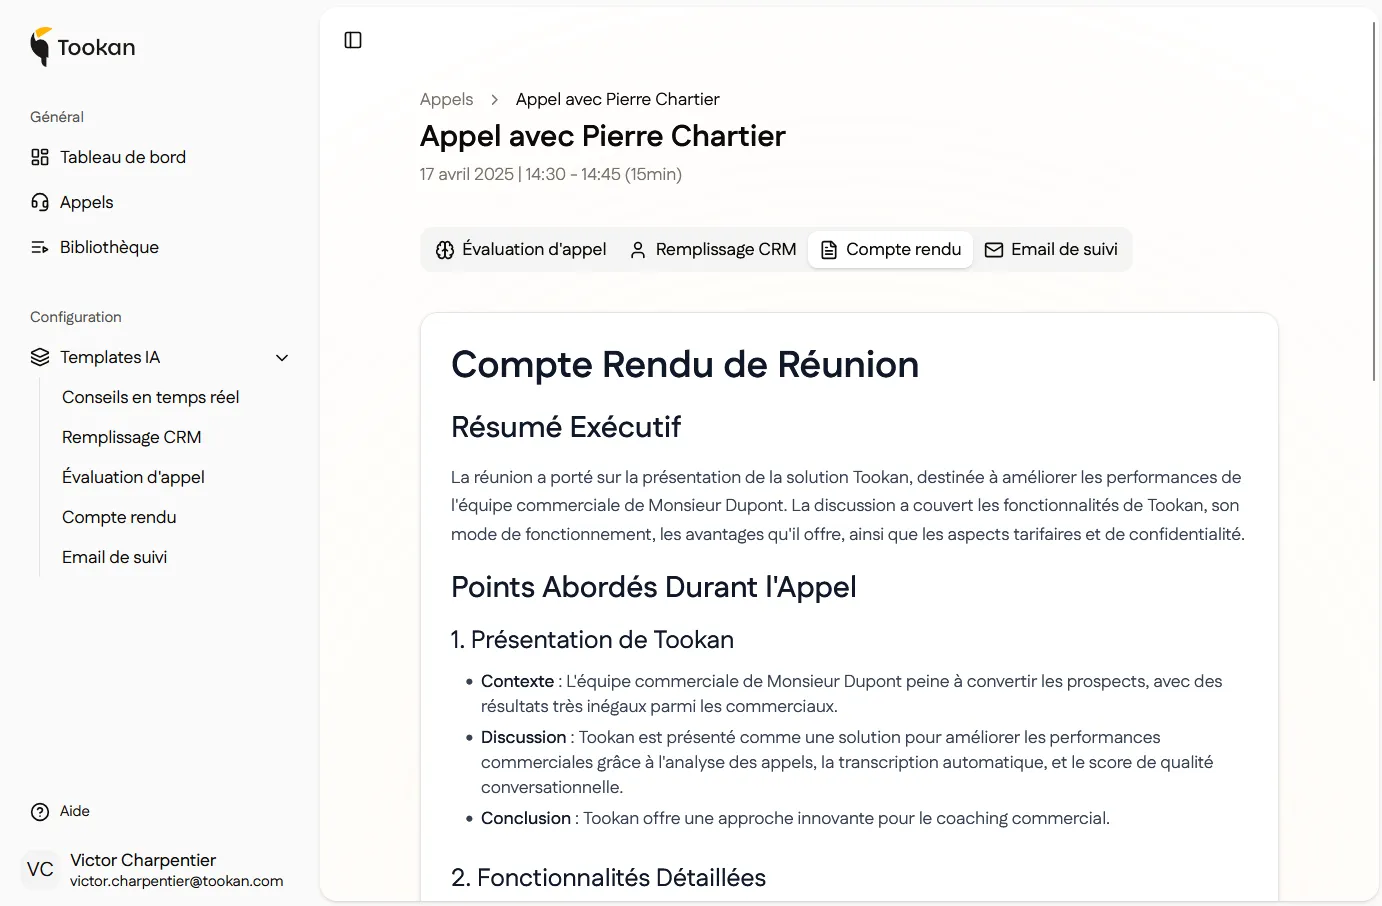 Tookan
Général
Tableau de bord
Appels
Bibliothèque
Configuration
Templates IA
Conseils en temps réel
Remplissage CRM
Évaluation d'appel
Compte rendu
Email de suivi
Aide
VC
Victor Charpentier
victor.charpentier@tookan.com
Appels > Appel avec Pierre Chartier
Appel avec Pierre Chartier
17 avril 2025 | 14:30 - 14:45 (15min)
Évaluation d'appel Remplissage CRM Compte rendu Email de suivi
Compte Rendu de Réunion
Résumé Exécutif
La réunion a porté sur la présentation de la solution Tookan, destinée à améliorer les performances de
l'équipe commerciale de Monsieur Dupont. La discussion a couvert les fonctionnalités de Tookan, son
mode de fonctionnement, les avantages qu'il offre, ainsi que les aspects tarifaires et de confidentialité.
Points Abordés Durant l'Appel
1. Présentation de Tookan
• Contexte : L'équipe commerciale de Monsieur Dupont peine à convertir les prospects, avec des
résultats très inégaux parmi les commerciaux.
• Discussion : Tookan est présenté comme une solution pour améliorer les performances
commerciales grâce à l'analyse des appels, la transcription automatique, et le score de qualité
conversationnelle.
• Conclusion : Tookan offre une approche innovante pour le coaching commercial.
2. Fonctionnalités Détaillées